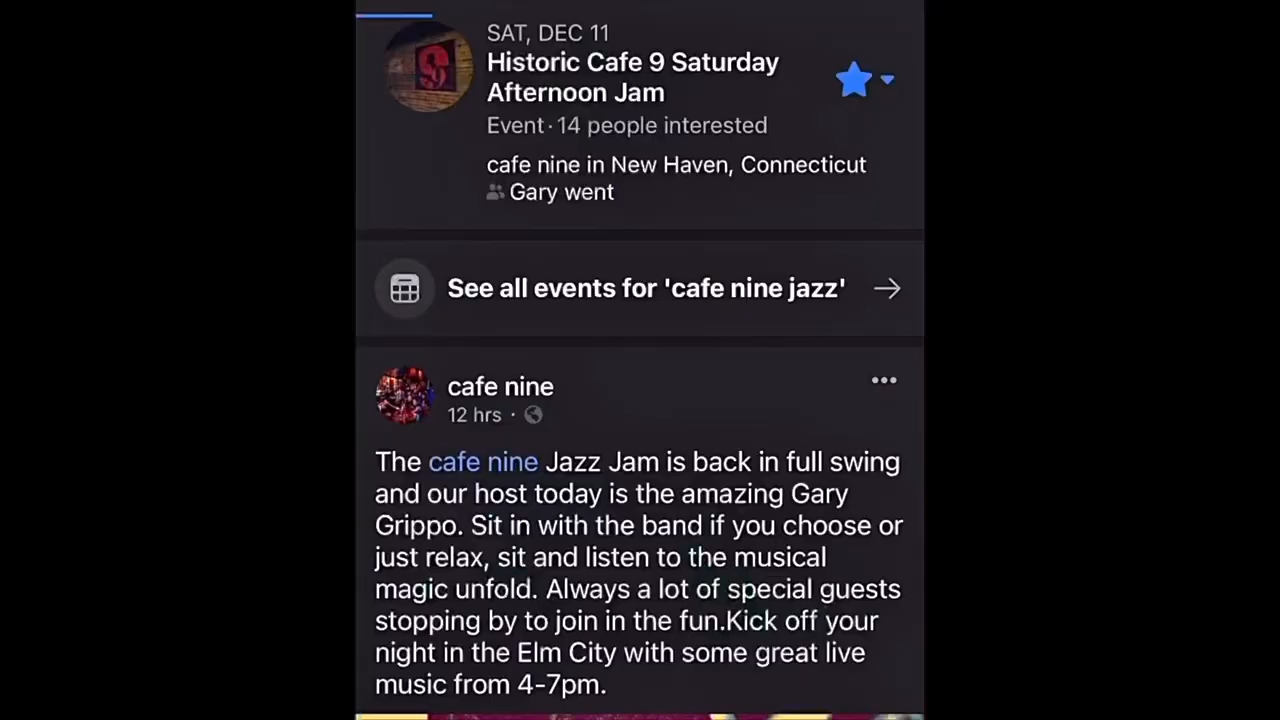 SAT, DEC 11
Historic Cafe 9 Saturday
Afternoon Jam
Event · 14 people interested
cafe nine in New Haven, Connecticut
Gary went
See all events for 'cafe nine jazz'
cafe nine
12 hrs ·
The cafe nine Jazz Jam is back in full swing
and our host today is the amazing Gary
Grippo. Sit in with the band if you choose or
just relax, sit and listen to the musical
magic unfold. Always a lot of special guests
stopping by to join in the fun.Kick off your
night in the Elm City with some great live
music from 4-7pm.